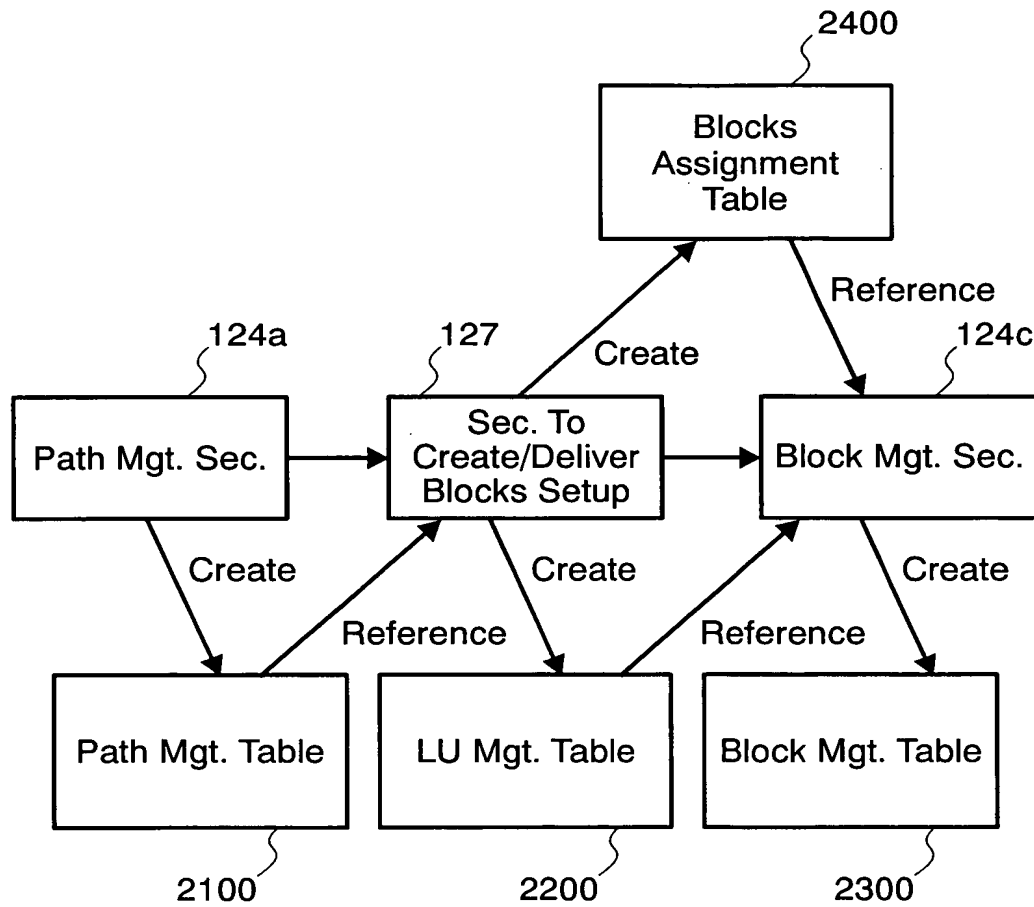 2400
Blocks
Assignment
Table
Reference
124a
127
Create
124c
Path Mgt. Sec.
Sec. To
Create/Deliver
Blocks Setup
Block Mgt. Sec.
Create
Create
Create
Reference
Reference
Path Mgt. Table
LU Mgt. Table
Block Mgt. Table
2100
2200
2300